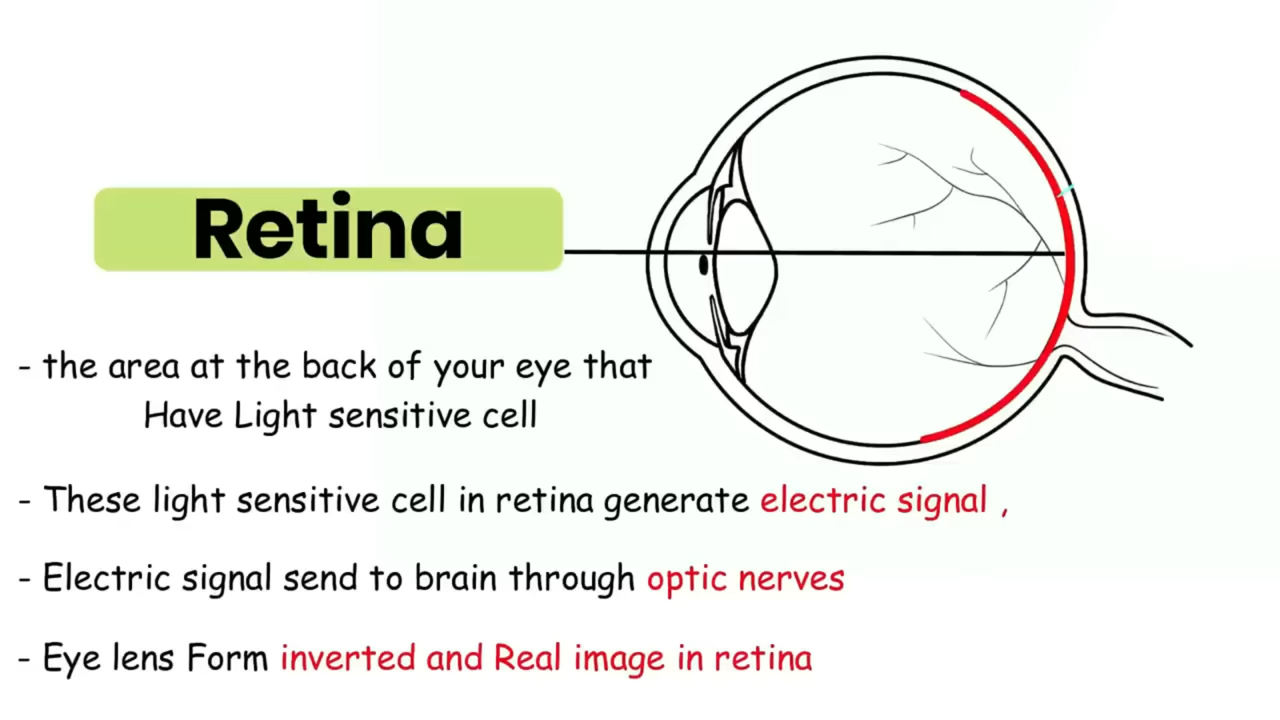 Retina
- the area at the back of your eye that
Have Light sensitive cell
- These light sensitive cell in retina generate electric signal ,
- Electric signal send to brain through optic nerves
- Eye lens Form inverted and Real image in retina